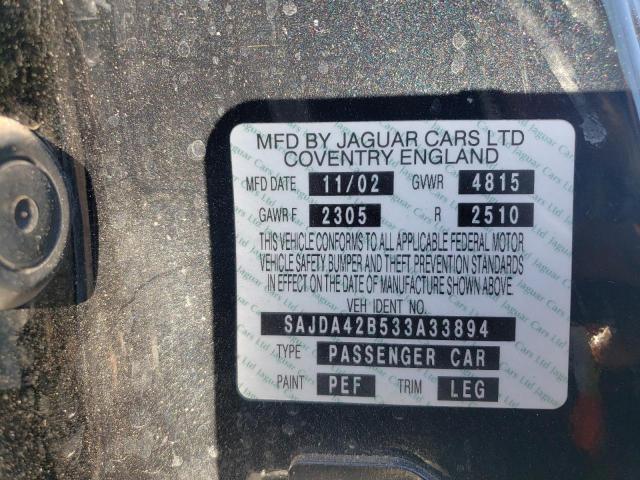 MFD BY JAGUAR CARS LTD
COVENTRY ENGLAND
MFD DATE 11/02 GVWR 4815
GAWR F. 2305 R 2510
THIS VEHICLE CONFORMS TO ALL APPLICABLE FEDERAL MOTOR
VEHICLE SAFETY BUMPER AND THEFT PREVENTION STANDARDS
IN EFFECT ON THE DATE OF MANUFACTURE SHOWN ABOVE.
VEH IDENT NO.
SAJDA42B533A33894
TYPE PASSENGER CAR
PAINT PEF TRIM LEG